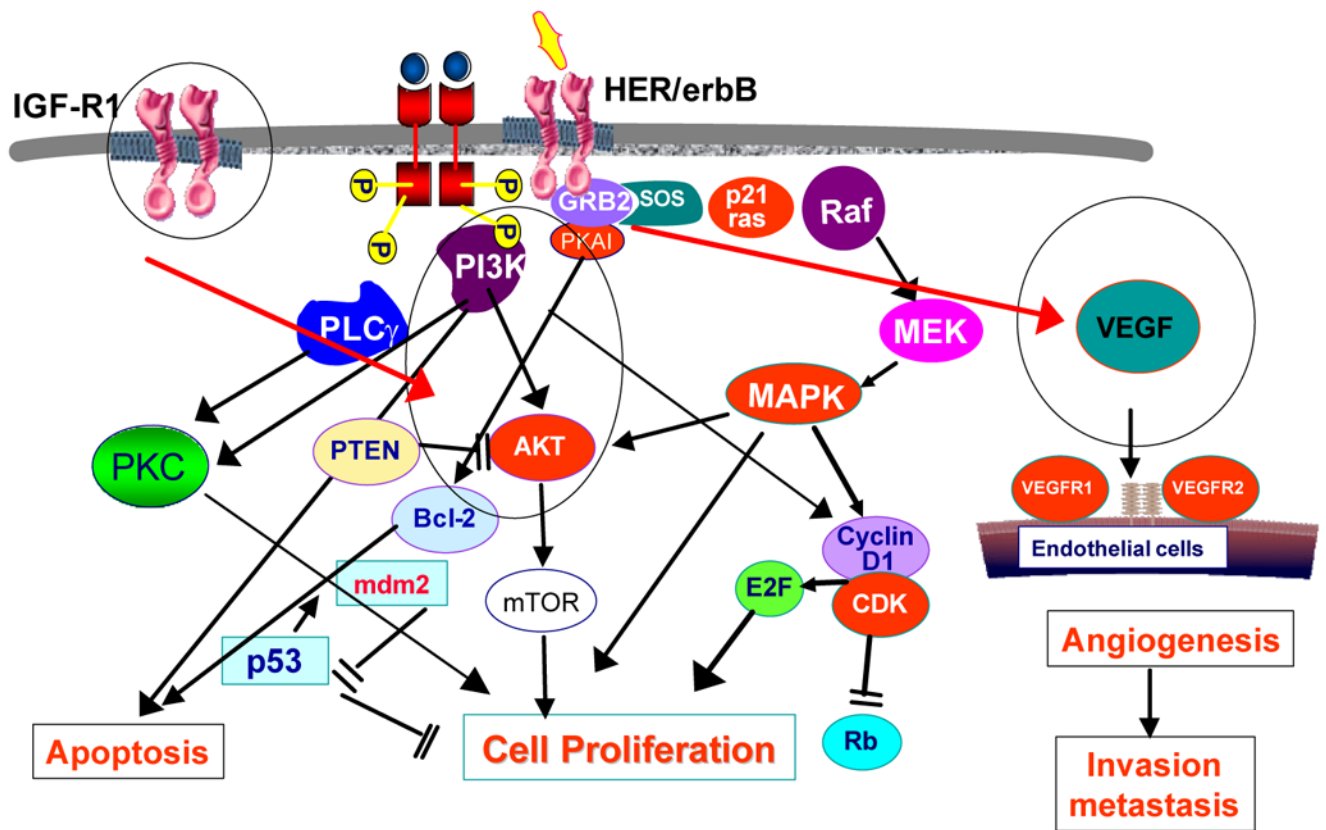 IGF-R1
HER/erbB
P
P
P
P
GRB2
SOS
p21
ras
Raf
PKAI
PI3K
PLCγ
MEK
VEGF
MAPK
PKC
PTEN
AKT
VEGFR1
VEGFR2
Endothelial cells
Bcl-2
Cyclin
D1
mdm2
mTOR
E2F
CDK
p53
Angiogenesis
Apoptosis
Cell Proliferation
Rb
Invasion
metastasis